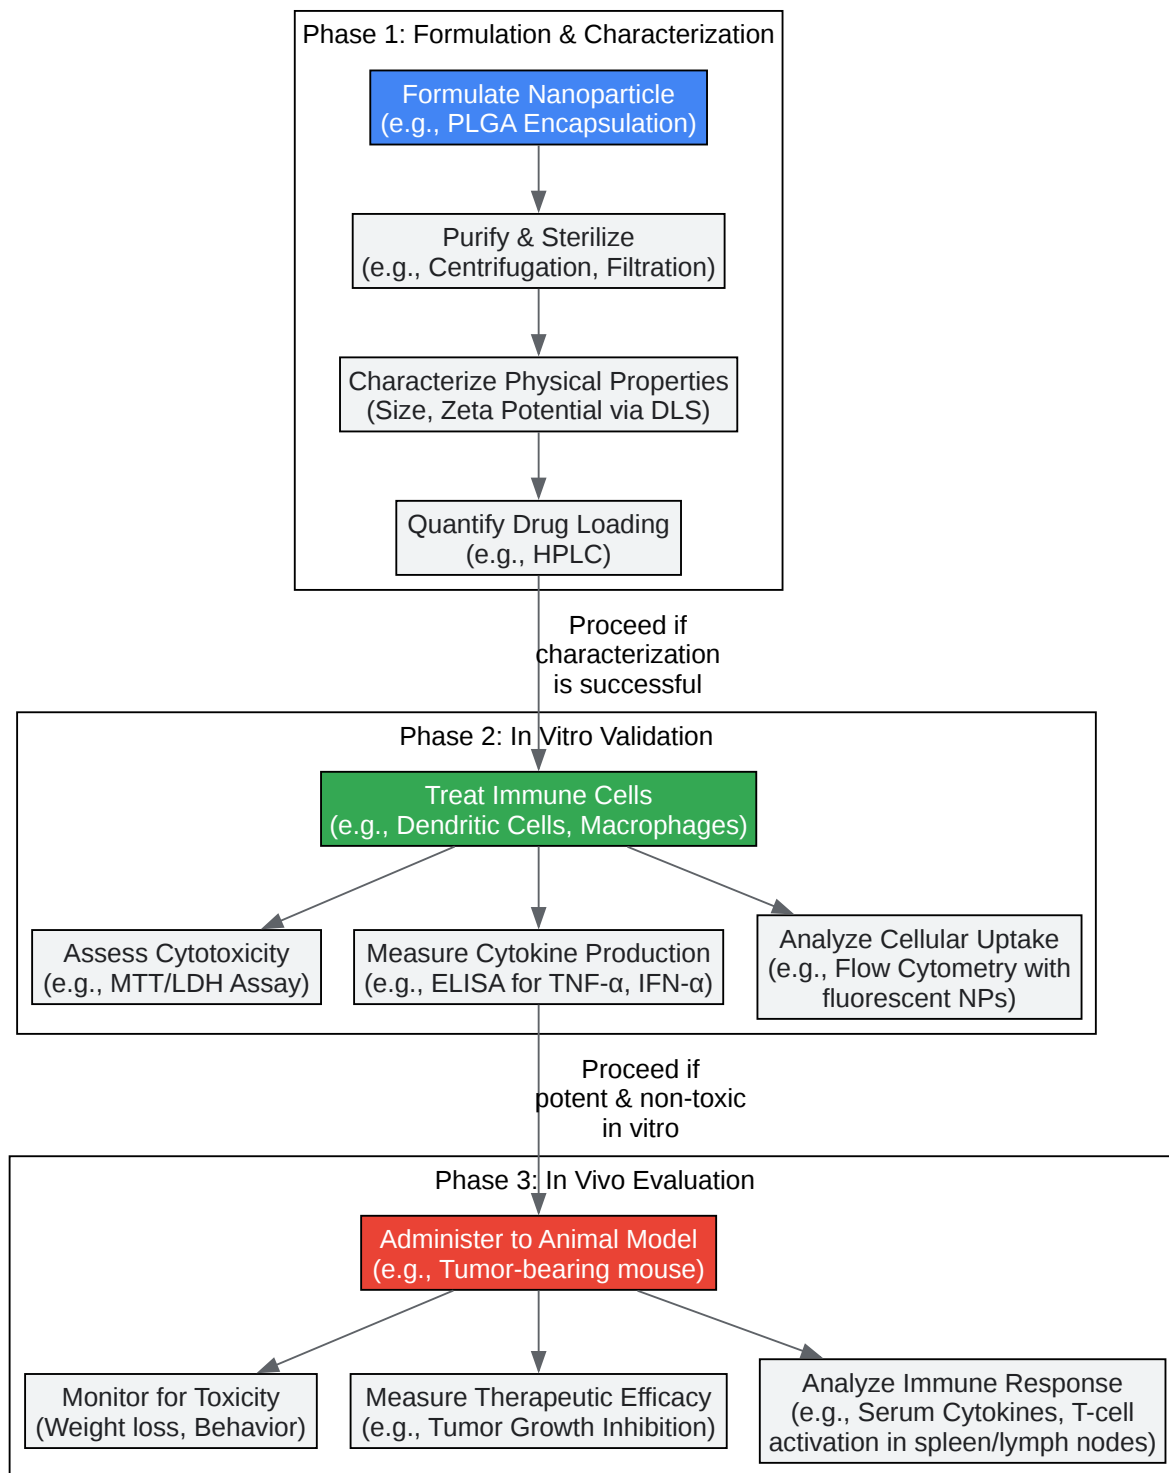 Phase 1: Formulation & Characterization
Formulate Nanoparticle
(e.g., PLGA Encapsulation)
Purify & Sterilize
(e.g., Centrifugation, Filtration)
Characterize Physical Properties
(Size, Zeta Potential via DLS)
Quantify Drug Loading
(e.g., HPLC)
Proceed if
characterization
is successful
Phase 2: In Vitro Validation
Treat Immune Cells
(e.g., Dendritic Cells, Macrophages)
Assess Cytotoxicity
(e.g., MTT/LDH Assay)
Measure Cytokine Production
(e.g., ELISA for TNF-α, IFN-α)
Analyze Cellular Uptake
(e.g., Flow Cytometry with
fluorescent NPs)
Proceed if
potent & non-toxic
in vitro
Phase 3: In Vivo Evaluation
Administer to Animal Model
(e.g., Tumor-bearing mouse)
Monitor for Toxicity
(Weight loss, Behavior)
Measure Therapeutic Efficacy
(e.g., Tumor Growth Inhibition)
Analyze Immune Response
(e.g., Serum Cytokines, T-cell
activation in spleen/lymph nodes)